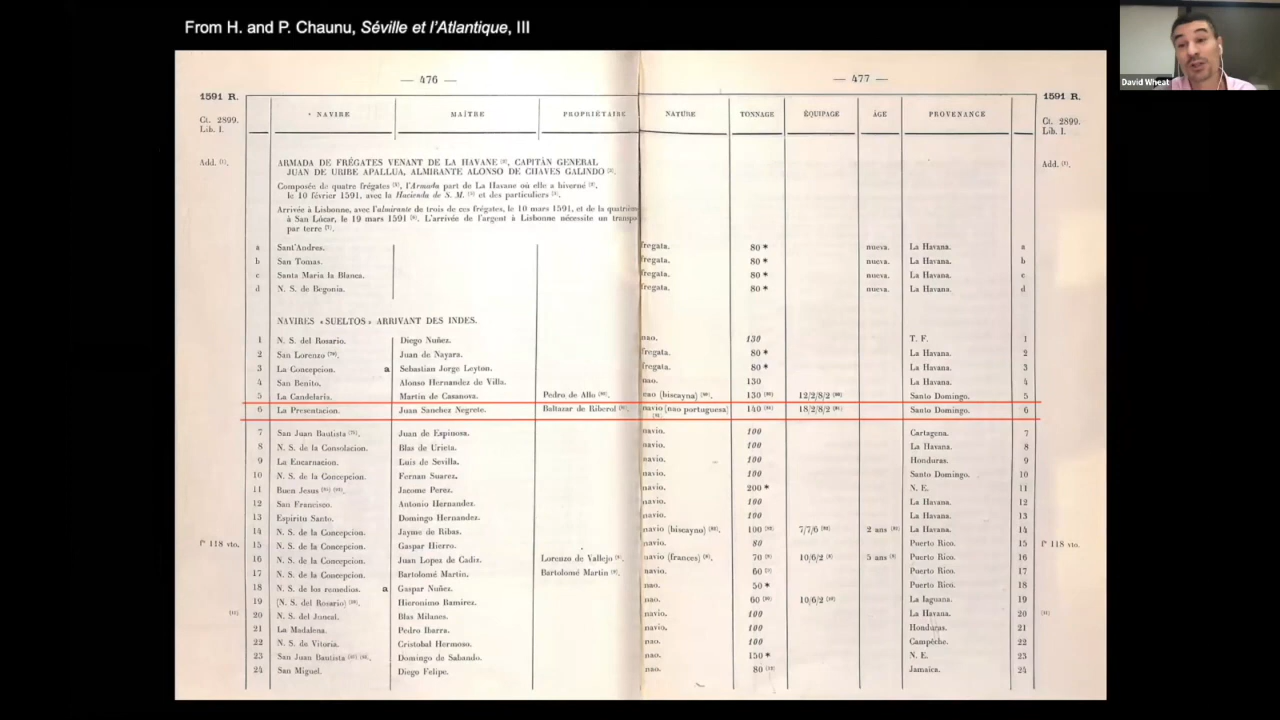 From H. and P. Chaunu, Séville et l'Atlantique, III
David Wheat
— 476 — — 477 —
1591 R. NAVIRE MAÎTRE PROPRIÉTAIRE NATURE TONNAGE ÉQUIPAGE ÂGE PROVENANCE 1591 R.
Ct. 2899. Ct. 2899.
Lib. I. Lib. I.
Add. (1). ARMADA DE FRÉGATES VENANT DE LA HAVANE CAPITÁN GENERAL Add. (1).
JUAN DE URIBE APALLUA, ALMIRANTE ALONSO DE CHAVES GALINDO
Composée de quatre frégates l'Armada part de La Havane où elle a hiverné
le 10 février 1591, avec la Hacienda de S. M. et des particuliers
Arrivée à Lisbonne, avec l'almirante de trois de ces frégates, le 10 mars 1591, et de la quatrième
à San Lúcar, le 19 mars 1591 L'arrivée de l'argent à Lisbonne nécessite un transpo
par terre
a Sant'Andres. fregata. 80 * nueva. La Havana. a
b San Tomas. fregata. 80 * nueva. La Havana. b
c Santa Maria la Blanca. fregata. 80 * nueva. La Havana. c
d N. S. de Begonia. fregata. 80 * nueva. La Havana. d
NAVIRES «SUELTOS» ARRIVANT DES INDES.
1 N. S. del Rosario. Diego Nuñez. nao. 130 T. F. 1
2 San Lorenzo Juan de Nayara. fregata. 80 * La Havana. 2
3 La Concepcion. a Sebastian Jorge Leyton. fregata. 80 * La Havana. 3
4 San Benito. Alonso Hernandez de Villa. nao. 130 La Havana. 4
5 La Candelaria. Martin de Casanova. Pedro de Allo nao (biscayna) 130 12/2/8/2 Santo Domingo. 5
6 La Presentacion. Juan Sanchez Negrete. Baltazar de Riberol navio (nao portuguesa) 140 18/2/8/2 Santo Domingo. 6
7 San Juan Bautista Juan de Espinosa. navio. 100 Cartagena. 7
8 N. S. de la Consolacion. Blas de Urieta. navio. 100 La Havana. 8
9 La Encarnacion. Luis de Sevilla. navio. 100 Honduras. 9
10 N. S. de la Concepcion. Fernan Suarez. navio. 100 Santo Domingo. 10
11 Buen Jesus Jacome Perez. navio. 200 * N. E. 11
12 San Francisco. Antonio Hernandez. navio. 100 La Havana. 12
13 Espiritu Santo. Domingo Hernandez. navio. 100 La Havana. 13
14 N. S. de la Concepcion. Jayme de Ribas. navio (biscayno) 100 7/7/6 2 ans La Havana. 14
f° 118 vto. 15 N. S. de la Concepcion. Gaspar Hierro. navio. 80 Puerto Rico. 15 f° 118 vto.
16 N. S. de la Concepcion. Juan Lopez de Cadiz. Lorenzo de Vallejo navio (frances) 70 10/6/2 5 ans Puerto Rico. 16
17 N. S. de la Concepcion. Bartolomé Martin. Bartolomé Martin navio. 60 Puerto Rico. 17
18 N. S. de los remedios. a Gaspar Nuñez. nao. 50 * Puerto Rico. 18
19 (N. S. del Rosario) Hieronimo Ramirez. nao. 60 10/6/2 La Iaguana. 19
20 N. S. del Juncal. Blas Milanes. navio. 100 La Havana. 20
21 La Madalena. Pedro Ibarra. navio. 100 Honduras. 21
22 N. S. de Vitoria. Cristobal Hermoso. nao. 100 Campêche. 22
23 San Juan Bautista Domingo de Sabando. nao. 150 * N. E. 23
24 San Miguel. Diego Felipe. nao. 80 Jamaica. 24